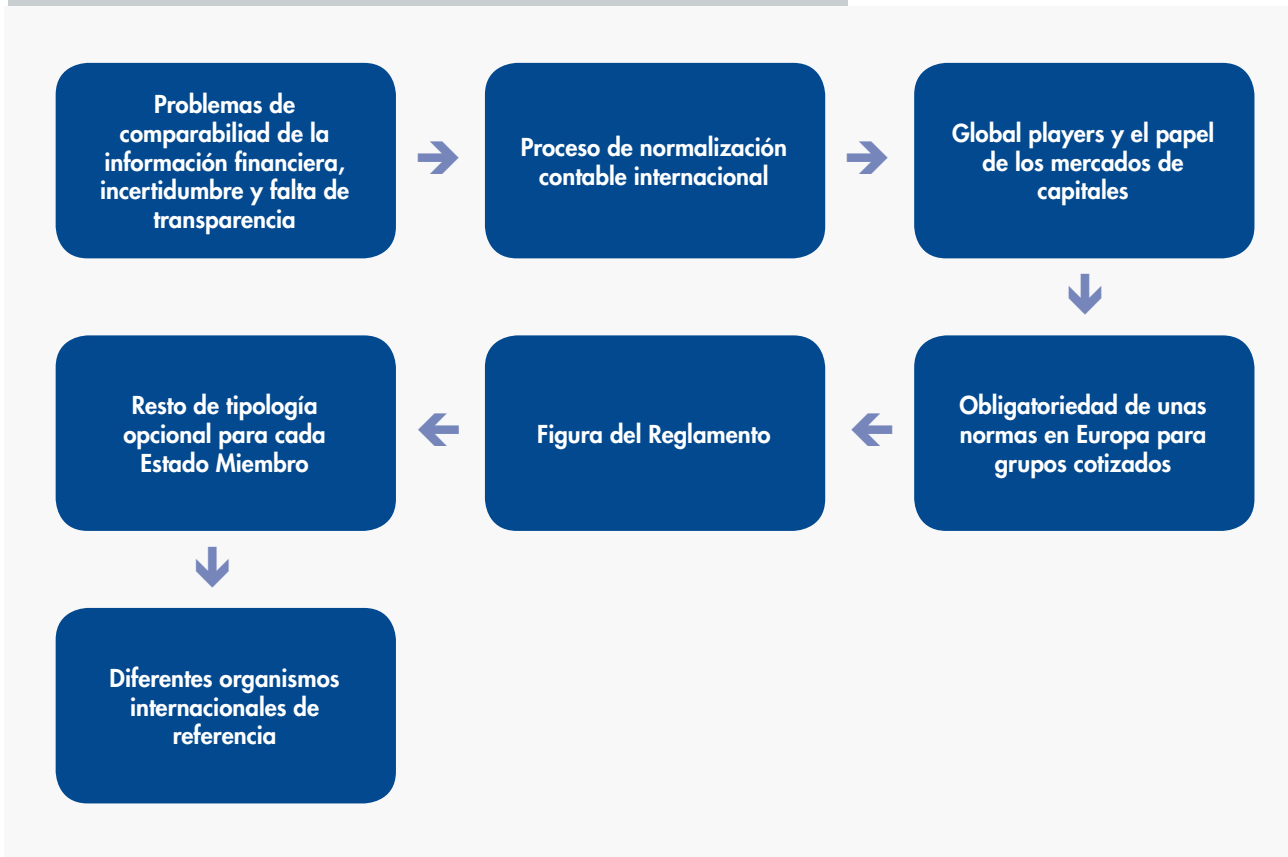 Problemas de
comparabiliad de la
información financiera,
incertidumbre y falta de
transparencia
Proceso de normalización
contable internacional
Global players y el papel
de los mercados de
capitales
Obligatoriedad de unas
normas en Europa para
grupos cotizados
Figura del Reglamento
Resto de tipología
opcional para cada
Estado Miembro
Diferentes organismos
internacionales de
referencia